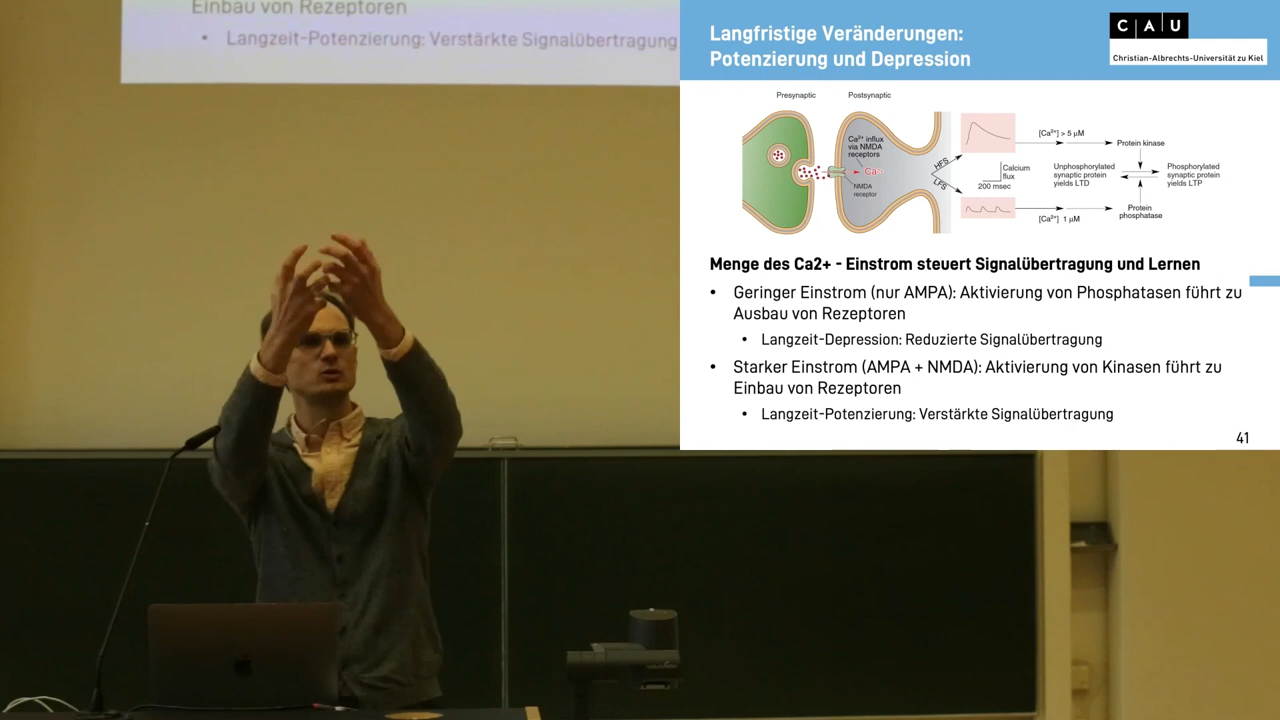 Einbau von Rezeptoren
• Langzeit-Potenzierung: Verstärkte Signalübertragung
Langfristige Veränderungen:
Potenzierung und Depression
CAU
Christian-Albrechts-Universität zu Kiel
Presynaptic
Postsynaptic
Ca2+ influx
via NMDA
receptors
Ca2+
NMDA
receptor
HFS
LFS
Calcium
flux
200 msec
[Ca2+] > 5 µM
[Ca2+] 1 µM
Protein kinase
Unphosphorylated
synaptic protein
yields LTD
Phosphorylated
synaptic protein
yields LTP
Protein
phosphatase
Menge des Ca2+ - Einstrom steuert Signalübertragung und Lernen
• Geringer Einstrom (nur AMPA): Aktivierung von Phosphatasen führt zu
Ausbau von Rezeptoren
• Langzeit-Depression: Reduzierte Signalübertragung
• Starker Einstrom (AMPA + NMDA): Aktivierung von Kinasen führt zu
Einbau von Rezeptoren
• Langzeit-Potenzierung: Verstärkte Signalübertragung
41